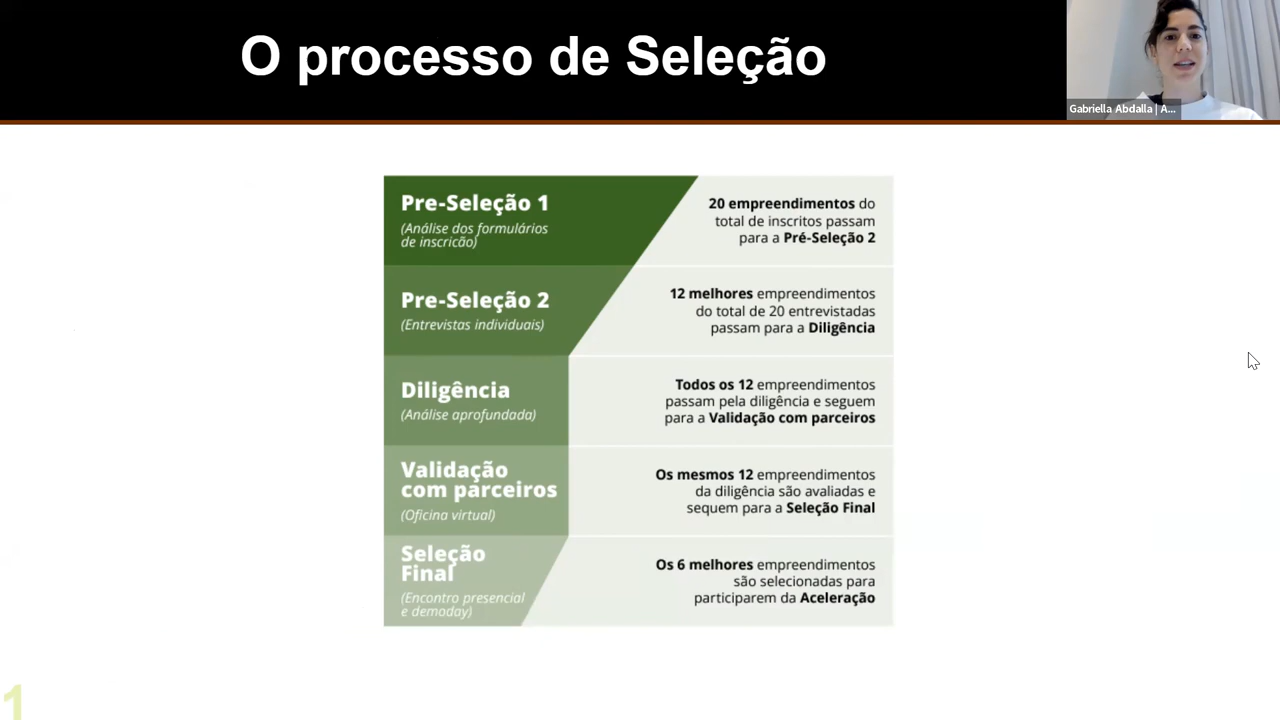 O processo de Seleção
Gabriella Abdalla | A...
Pre-Seleção 1
(Análise dos formulários
de inscricão)
20 empreendimentos do
total de inscritos passam
para a Pré-Seleção 2
Pre-Seleção 2
(Entrevistas individuais)
12 melhores empreendimentos
do total de 20 entrevistadas
passam para a Diligência
Diligência
(Análise aprofundada)
Todos os 12 empreendimentos
passam pela diligência e seguem
para a Validação com parceiros
Validação
com parceiros
(Oficina virtual)
Os mesmos 12 empreendimentos
da diligência são avaliadas e
sequem para a Seleção Final
Seleção
Final
(Encontro presencial
e demoday)
Os 6 melhores empreendimentos
são selecionadas para
participarem da Aceleração
1